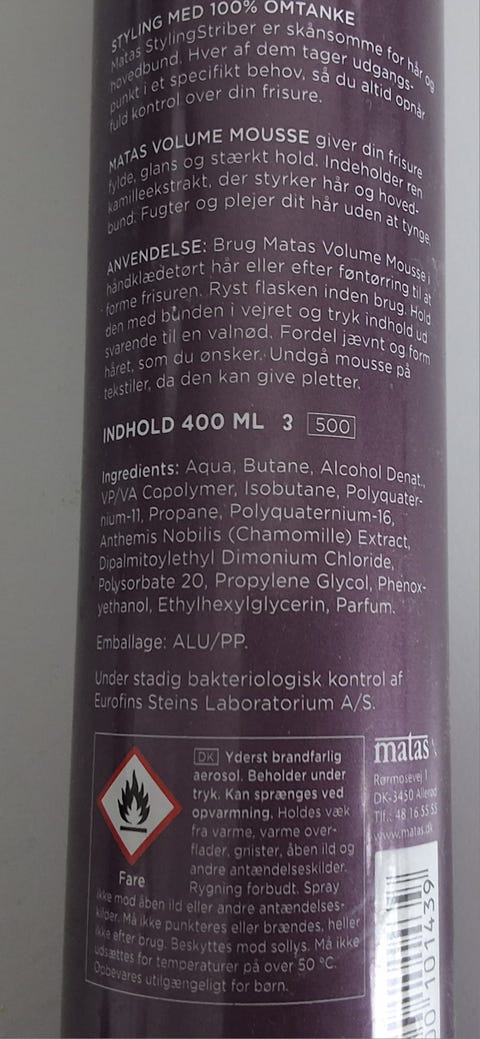 STYLING MED 100% OMTANKE
Matas StylingStriber er skånsomme for hår og
hovedbund. Hver af dem tager udgangs-
punkt i et specifikt behov, så du altid opnår
fuld kontrol over din frisure.
MATAS VOLUME MOUSSE giver din frisure
fylde, glans og stærkt hold. Indeholder ren
kamilleekstrakt, der styrker hår og hoved-
bund. Fugter og plejer dit hår uden at tynge.
ANVENDELSE: Brug Matas Volume Mousse i
håndklædetørt hår eller efter føntørring til at
forme frisuren. Ryst flasken inden brug. Hold
den med bunden i vejret og tryk indhold ud
svarende til en valnød. Fordel jævnt og form
håret, som du ønsker. Undgå mousse på
tekstiler, da den kan give pletter.
INDHOLD 400 ML 3 500
Ingredients: Aqua, Butane, Alcohol Denat.,
VP/VA Copolymer, Isobutane, Polyquater-
nium-11, Propane, Polyquaternium-16,
Anthemis Nobilis (Chamomille) Extract,
Dipalmitoylethyl Dimonium Chloride,
Polysorbate 20, Propylene Glycol, Phenox-
yethanol, Ethylhexylglycerin, Parfum.
Emballage: ALU/PP.
Under stadig bakteriologisk kontrol af
Eurofins Steins Laboratorium A/S.
DK Yderst brandfarlig
aerosol. Beholder under
tryk. Kan sprænges ved
opvarmning. Holdes væk
fra varme, varme over-
flader, gnister, åben ild og
andre antændelseskilder.
Rygning forbudt. Spray
Fare
ikke mod åben ild eller andre antændelses-
kilder. Må ikke punkteres eller brændes, heller
ikke efter brug. Beskyttes mod sollys. Må ikke
udsættes for temperaturer på over 50 °C.
Opbevares utilgængeligt for børn.
matas
Rørmosevej 1
DK-3450 Allerød
Tlf.: 48 16 55 55
www.matas.dk
101439